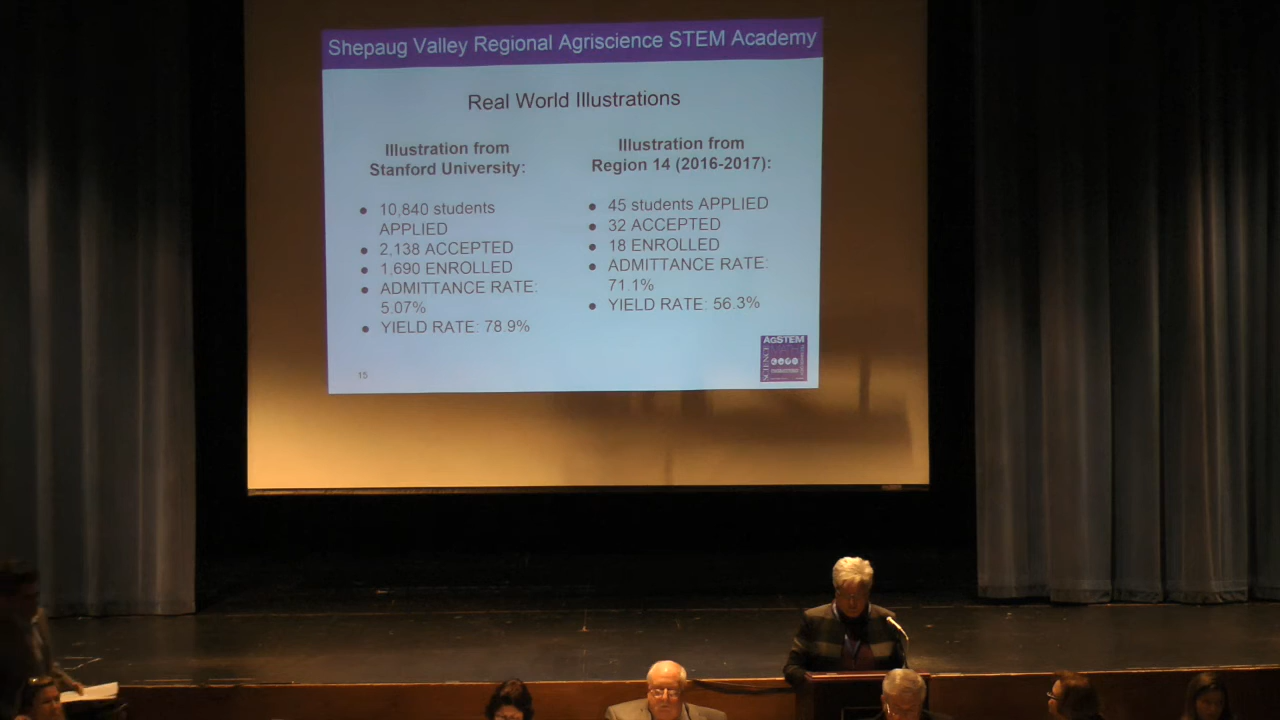 Shepaug Valley Regional Agriscience STEM Academy
Real World Illustrations
Illustration from
Stanford University:
● 10,840 students
APPLIED
● 2,138 ACCEPTED
● 1,690 ENROLLED
● ADMITTANCE RATE:
5.07%
● YIELD RATE: 78.9%
Illustration from
Region 14 (2016-2017):
● 45 students APPLIED
● 32 ACCEPTED
● 18 ENROLLED
● ADMITTANCE RATE:
71.1%
● YIELD RATE: 56.3%
15
AGSTEM
SCIENCE